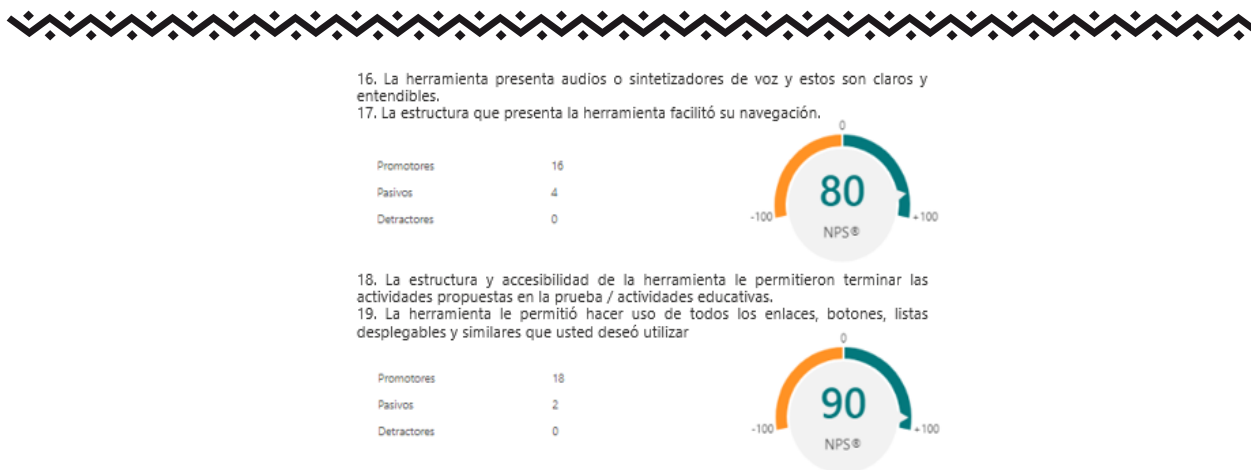 16. La herramienta presenta audios o sintetizadores de voz y estos son claros y
entendibles.
17. La estructura que presenta la herramienta facilitó su navegación.
0
Promotores 16
Pasivos 4
Detractores 0
80
-100
+100
NPS®
18. La estructura y accesibilidad de la herramienta le permitieron terminar las
actividades propuestas en la prueba / actividades educativas.
19. La herramienta le permitió hacer uso de todos los enlaces, botones, listas
desplegables y similares que usted deseó utilizar
0
Promotores 18
Pasivos 2
Detractores 0
90
-100
+100
NPS®